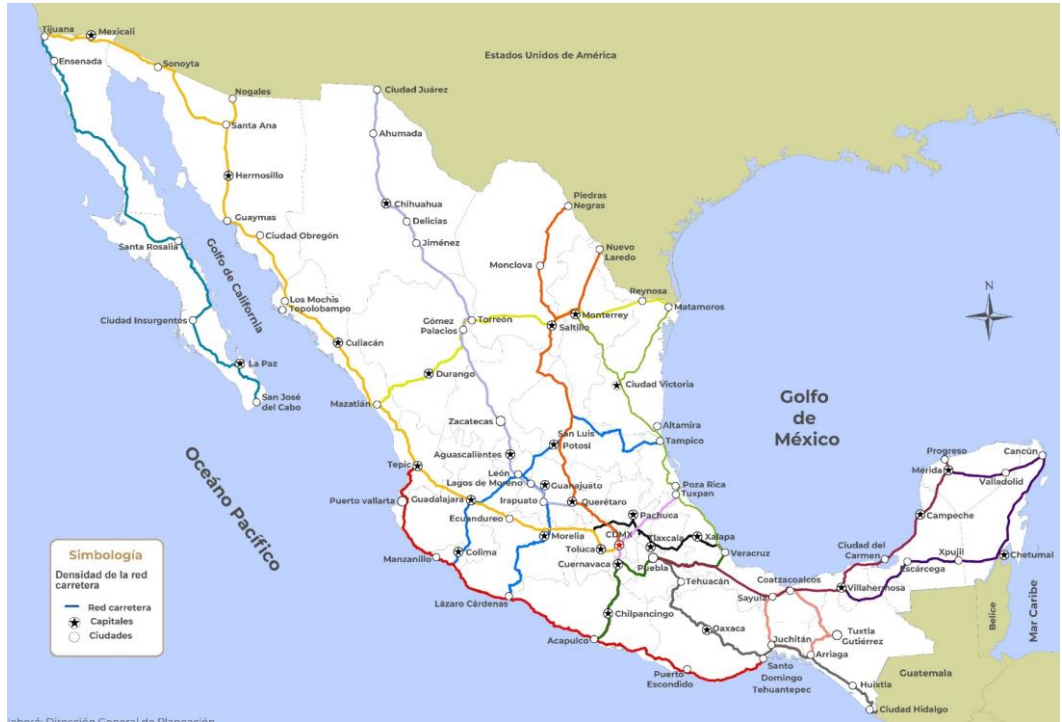 Tijuana
Mexicali
Ensenada
Sonoyta
Nogales
Santa Ana
Hermosillo
Guaymas
Ciudad Obregón
Santa Rosalía
Golfo de California
Los Mochis
Topolobampo
Ciudad Insurgentes
La Paz
San José
del Cabo
Culiacán
Mazatlán
Durango
Estados Unidos de América
Ciudad Juárez
Ahumada
Chihuahua
Delicias
Jiménez
Gómez
Palacios
Torreón
Piedras
Negras
Nuevo
Laredo
Monclova
Reynosa
Matamoros
Monterrey
Saltillo
Ciudad Victoria
N
Golfo
de
México
Zacatecas
Altamira
Tampico
San Luis
Potosí
Aguascalientes
León
Lagos de Moreno
Guanajuato
Irapuato
Querétaro
Tepic
Puerto vallarta
Guadalajara
Ecuandureo
Océano Pacífico
Poza Rica
Tuxpan
Pachuca
CDMX
Tlaxcala
Xalapa
Morelia
Toluca
Cuernavaca
Puebla
Veracruz
Manzanillo
Colima
Lázaro Cárdenas
Chilpancingo
Acapulco
Tehuacán
Oaxaca
Puerto
Escondido
Coatzacoalcos
Sayula
Juchitán
Santo
Domingo
Tehuantepec
Arriaga
Tuxtla
Gutiérrez
Huixtla
Ciudad Hidalgo
Guatemala
Belice
Mar Caribe
Progreso
Mérida
Cancún
Valladolid
Campeche
Ciudad del
Carmen
Xpujil
Escárcega
Chetumal
Villahermosa
Simbología
Densidad de la red
carretera
Red carretera
Capitales
Ciudades
laboró: Dirección General de Planeación